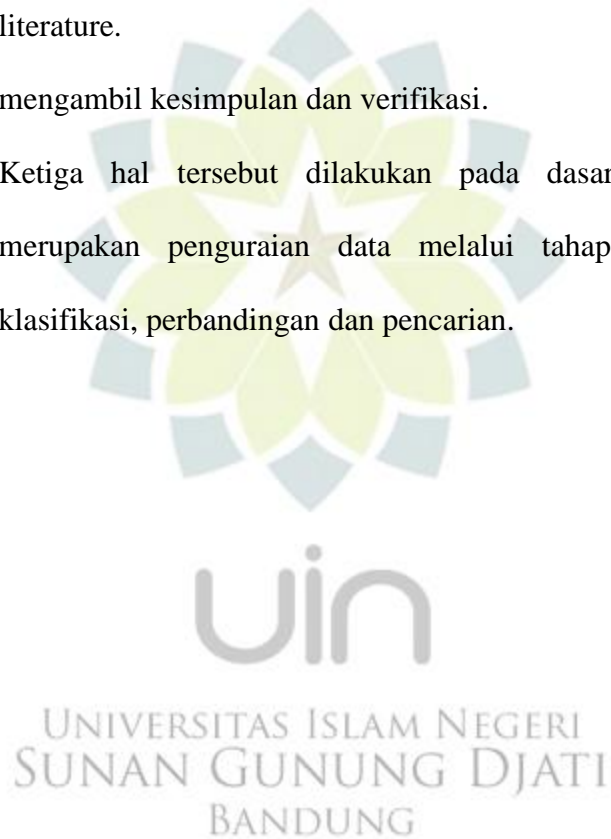 literature.
mengambil kesimpulan dan verifikasi.
Ketiga hal tersebut dilakukan pada dasar
merupakan penguraian data melalui tahap
klasifikasi, perbandingan dan pencarian.
uin
UNIVERSITAS ISLAM NEGERI
SUNAN GUNUNG DJATI
BANDUNG